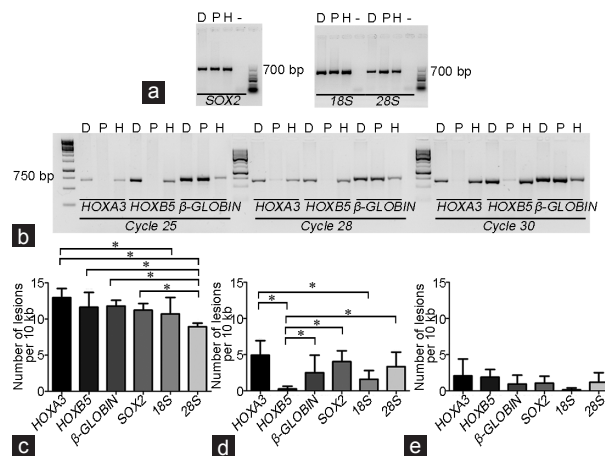 D P H - D P H -
700 bp 700 bp
SOX2 18S 28S
a
D P H D P H D P H
750 bp
HOXA3 HOXB5 β-GLOBIN HOXA3 HOXB5 β-GLOBIN HOXA3 HOXB5 β-GLOBIN
Cycle 25 Cycle 28 Cycle 30
b
Number of lesions per 10 kb
15
10
5
0
* * * * *
HOXA3 HOXB5 β-GLOBIN SOX2 18S 28S
c
Number of lesions per 10 kb
15
10
5
0
* * * * *
HOXA3 HOXB5 β-GLOBIN SOX2 18S 28S
d
Number of lesions per 10 kb
15
10
5
0
HOXA3 HOXB5 β-GLOBIN SOX2 18S 28S
e